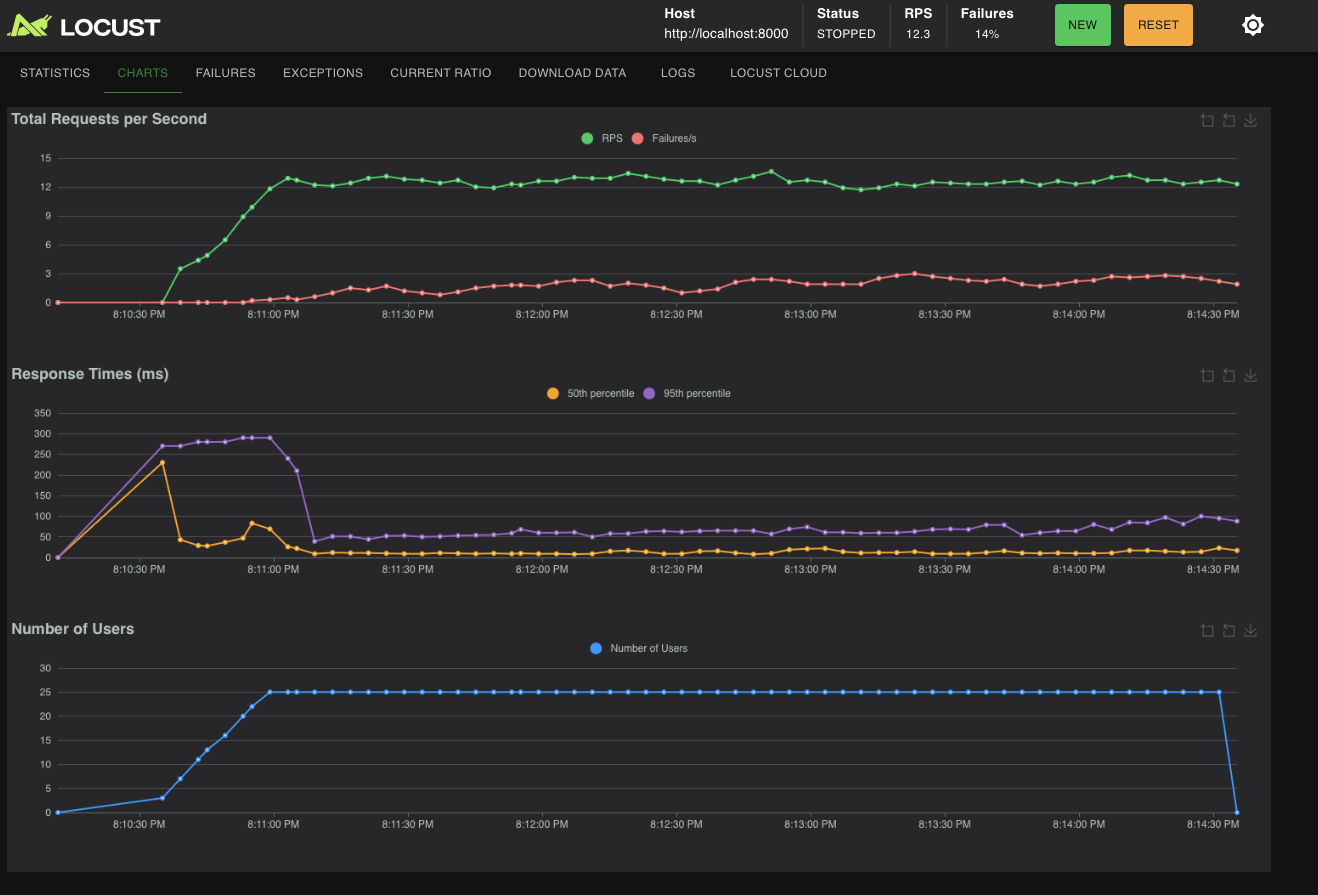 LOCUST
Host
http://localhost:8000
Status
STOPPED
RPS
12.3
Failures
14%
NEW
RESET
STATISTICS
CHARTS
FAILURES
EXCEPTIONS
CURRENT RATIO
DOWNLOAD DATA
LOGS
LOCUST CLOUD
Total Requests per Second
RPS Failures/s
15
12
9
6
3
0
8:10:30 PM 8:11:00 PM 8:11:30 PM 8:12:00 PM 8:12:30 PM 8:13:00 PM 8:13:30 PM 8:14:00 PM 8:14:30 PM
Response Times (ms)
50th percentile 95th percentile
350
300
250
200
150
100
50
0
8:10:30 PM 8:11:00 PM 8:11:30 PM 8:12:00 PM 8:12:30 PM 8:13:00 PM 8:13:30 PM 8:14:00 PM 8:14:30 PM
Number of Users
Number of Users
30
25
20
15
10
5
0
8:10:30 PM 8:11:00 PM 8:11:30 PM 8:12:00 PM 8:12:30 PM 8:13:00 PM 8:13:30 PM 8:14:00 PM 8:14:30 PM